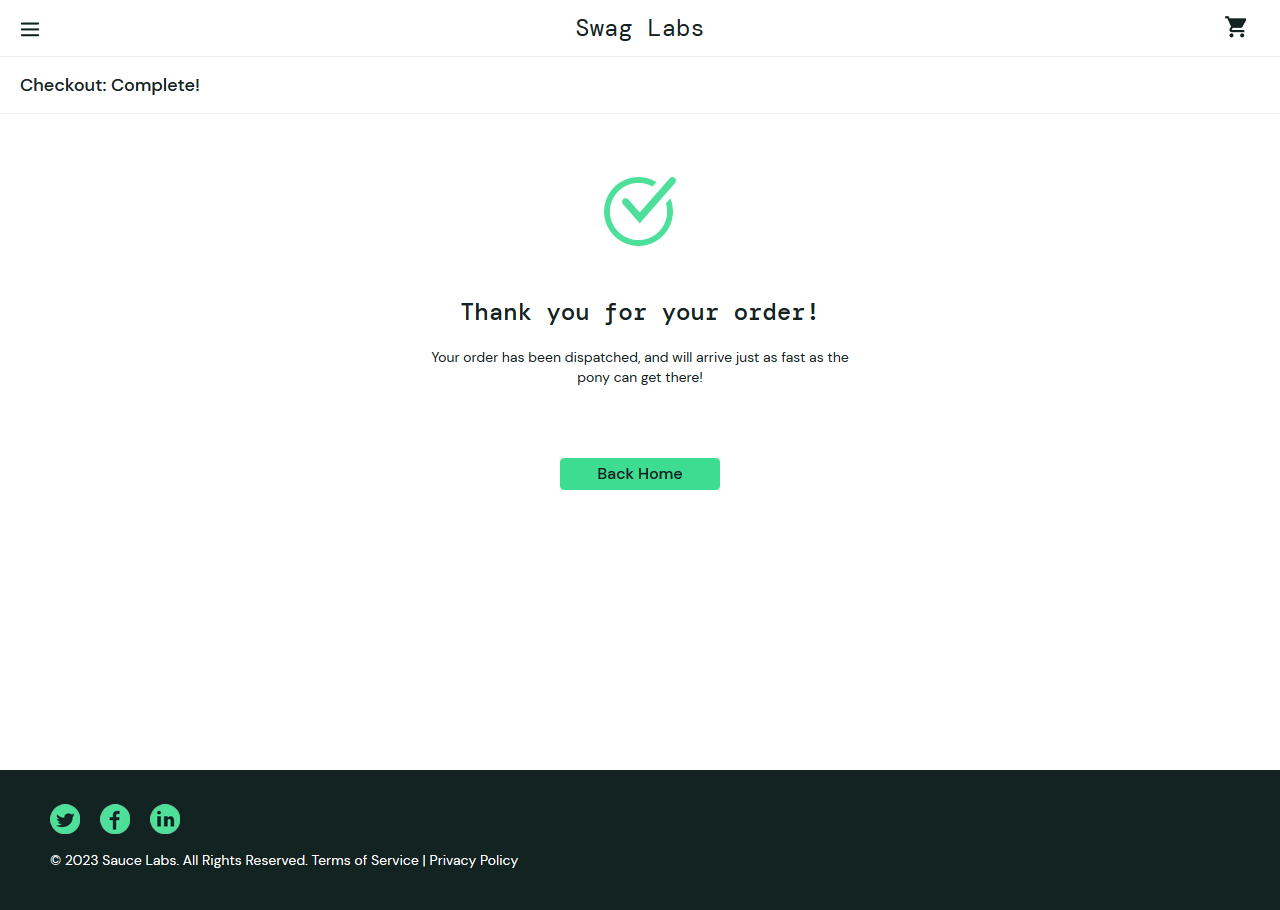 Swag Labs
Checkout: Complete!
Thank you for your order!
Your order has been dispatched, and will arrive just as fast as the
pony can get there!
Back Home
© 2023 Sauce Labs. All Rights Reserved. Terms of Service | Privacy Policy